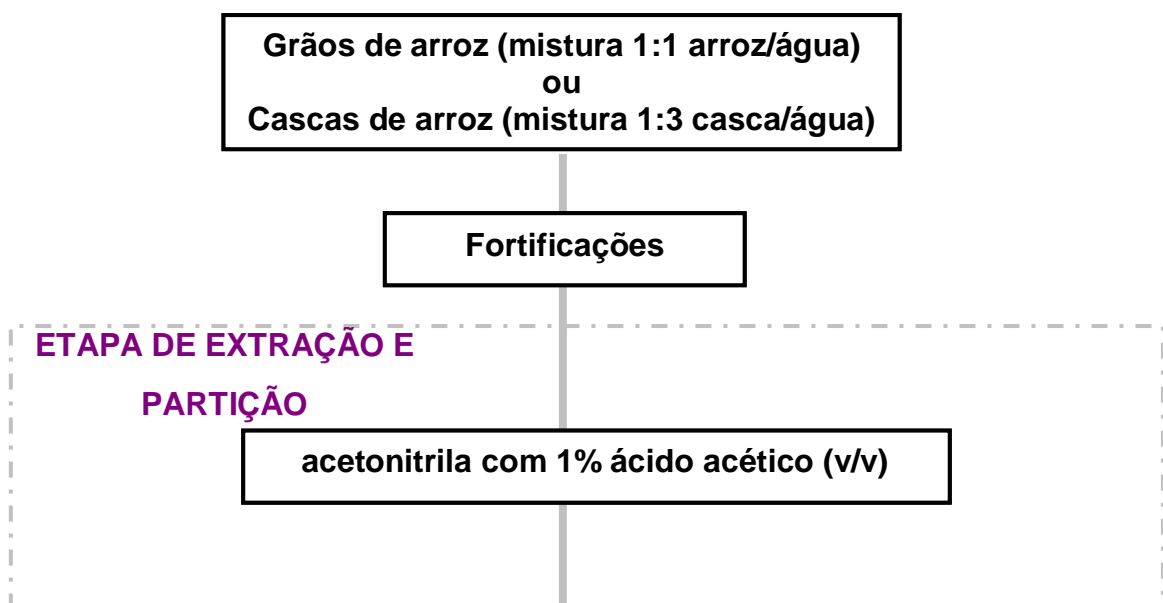 Grãos de arroz (mistura 1:1 arroz/água)
ou
Cascas de arroz (mistura 1:3 casca/água)
Fortificações
ETAPA DE EXTRAÇÃO E
PARTIÇÃO
acetonitrila com 1% ácido acético (v/v)